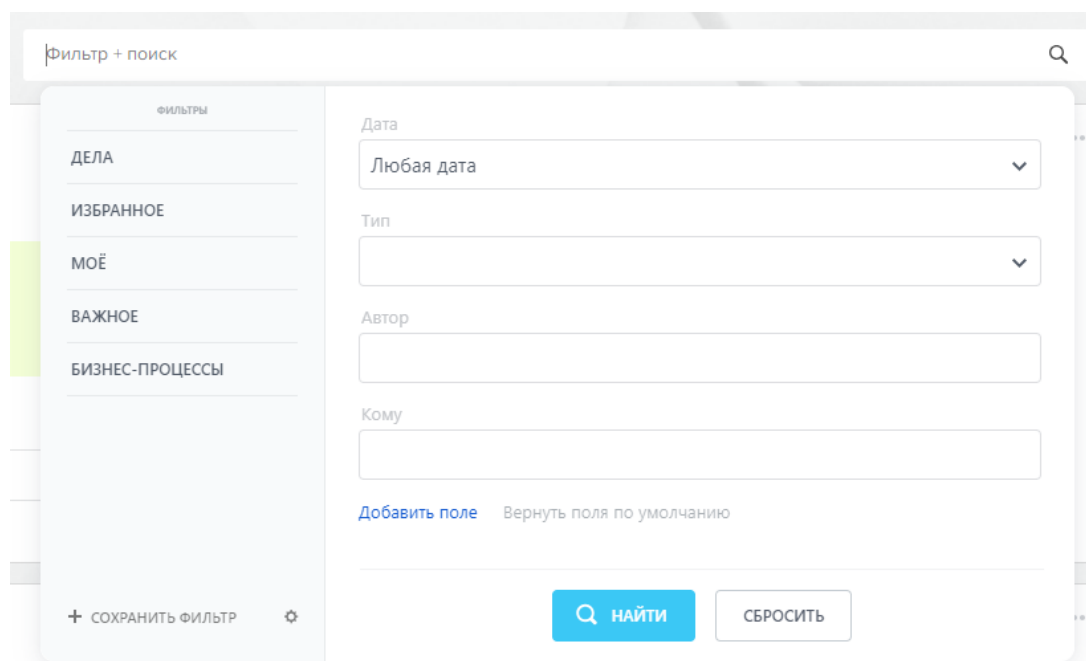 Фильтр + поиск
ФИЛЬТРЫ
ДЕЛА
ИЗБРАННОЕ
МОЁ
ВАЖНОЕ
БИЗНЕС-ПРОЦЕССЫ
+ СОХРАНИТЬ ФИЛЬТР
Дата
Любая дата
Тип
Автор
Кому
Добавить поле Вернуть поля по умолчанию
НАЙТИ СБРОСИТЬ